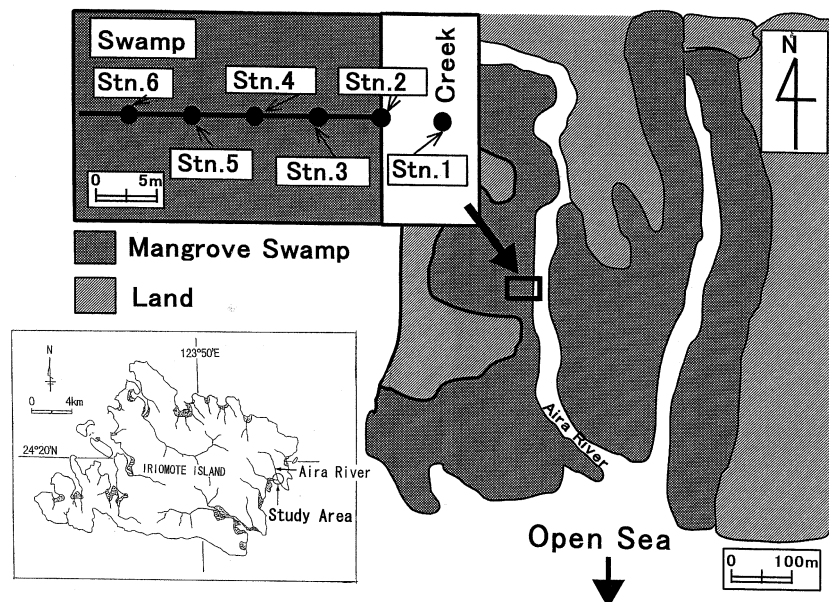 Swamp
Stn.6
Stn.4
Stn.2
Creek
Stn.5
Stn.3
Stn.1
0 5m
N
Mangrove Swamp
Land
N
123°50'E
0 4km
24°20'N
IRIOMOTE ISLAND
Aira River
Study Area
Aira River
Open Sea
0 100m